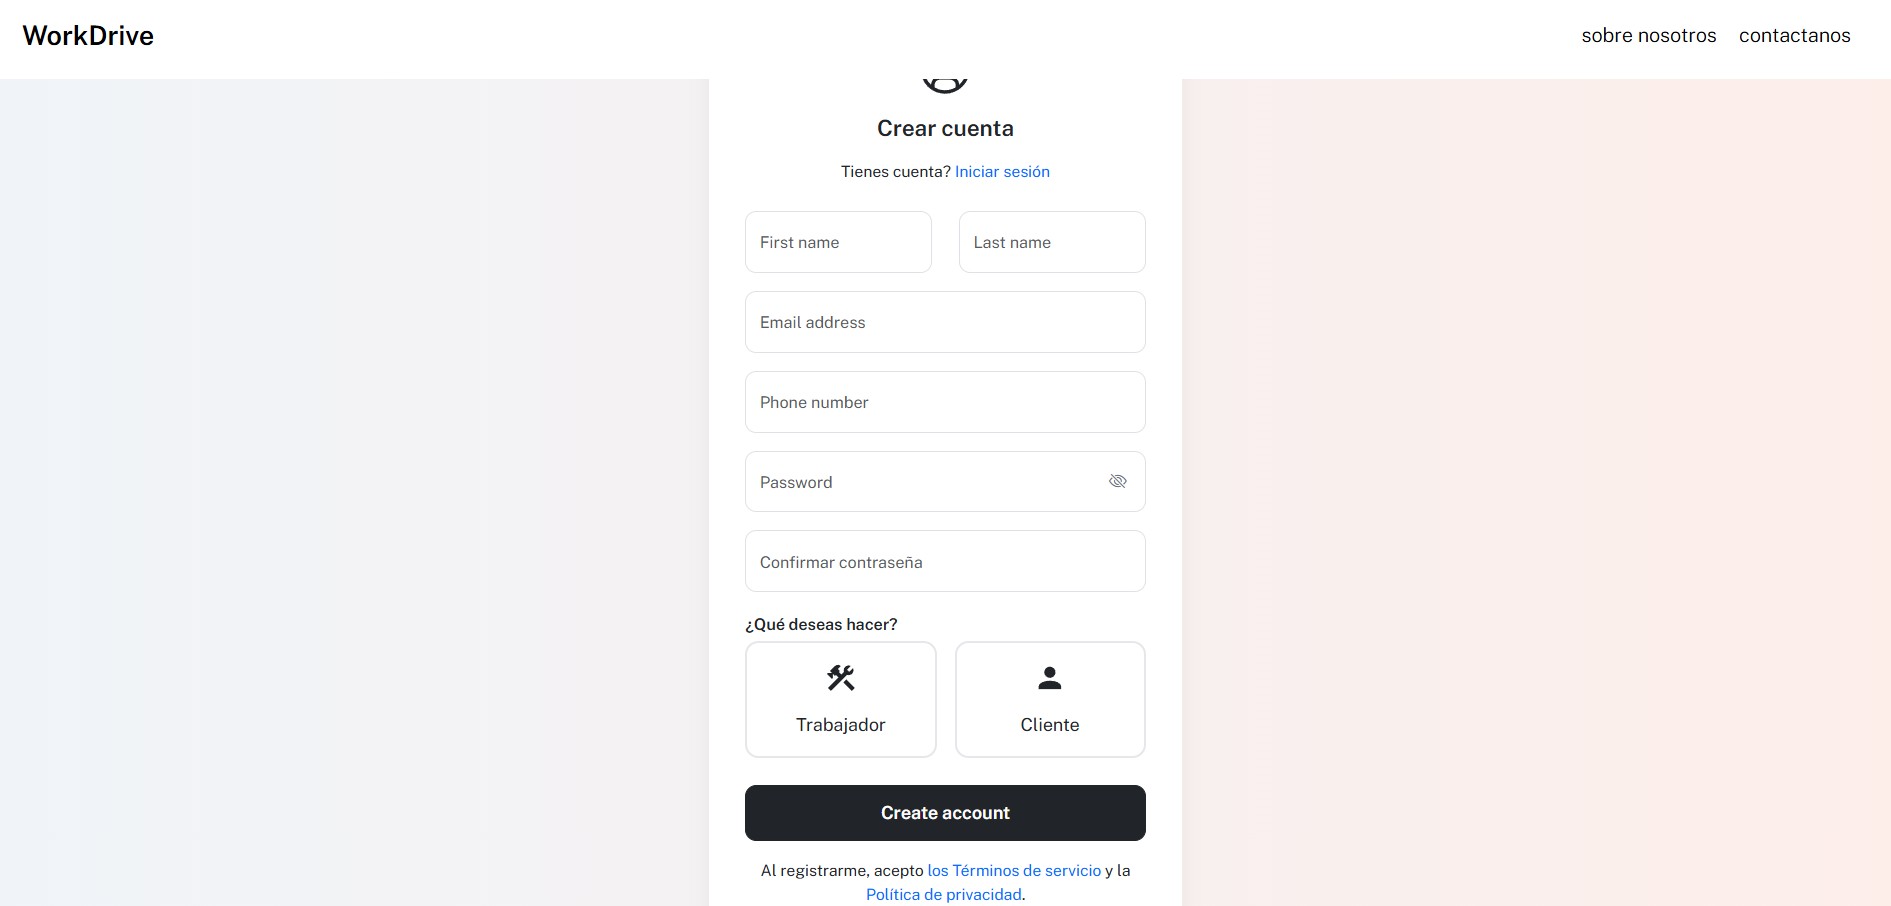 WorkDrive
sobre nosotros contactanos
Crear cuenta
Tienes cuenta? Iniciar sesión
First name Last name
Email address
Phone number
Password
Confirmar contraseña
¿Qué deseas hacer?
Trabajador Cliente
Create account
Al registrarme, acepto los Términos de servicio y la
Política de privacidad.